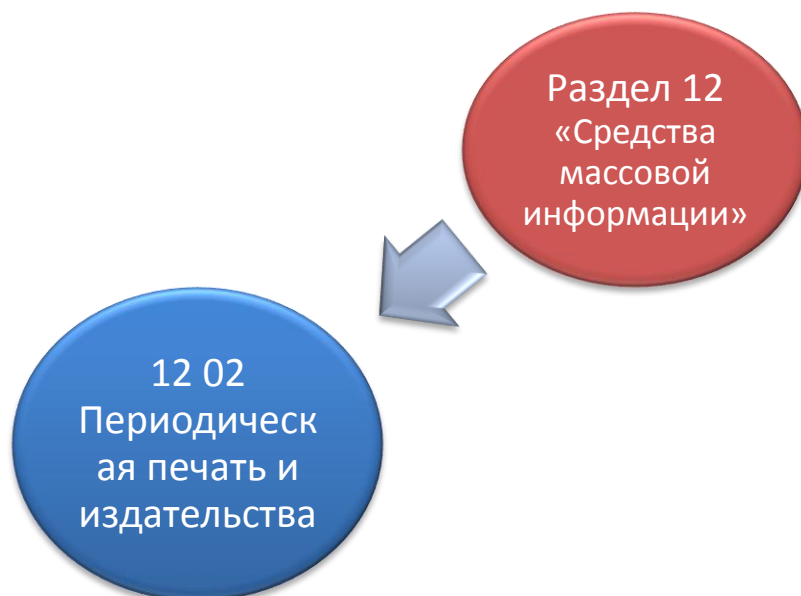 Раздел 12
«Средства
массовой
информации»
12 02
Периодическ
ая печать и
издательства